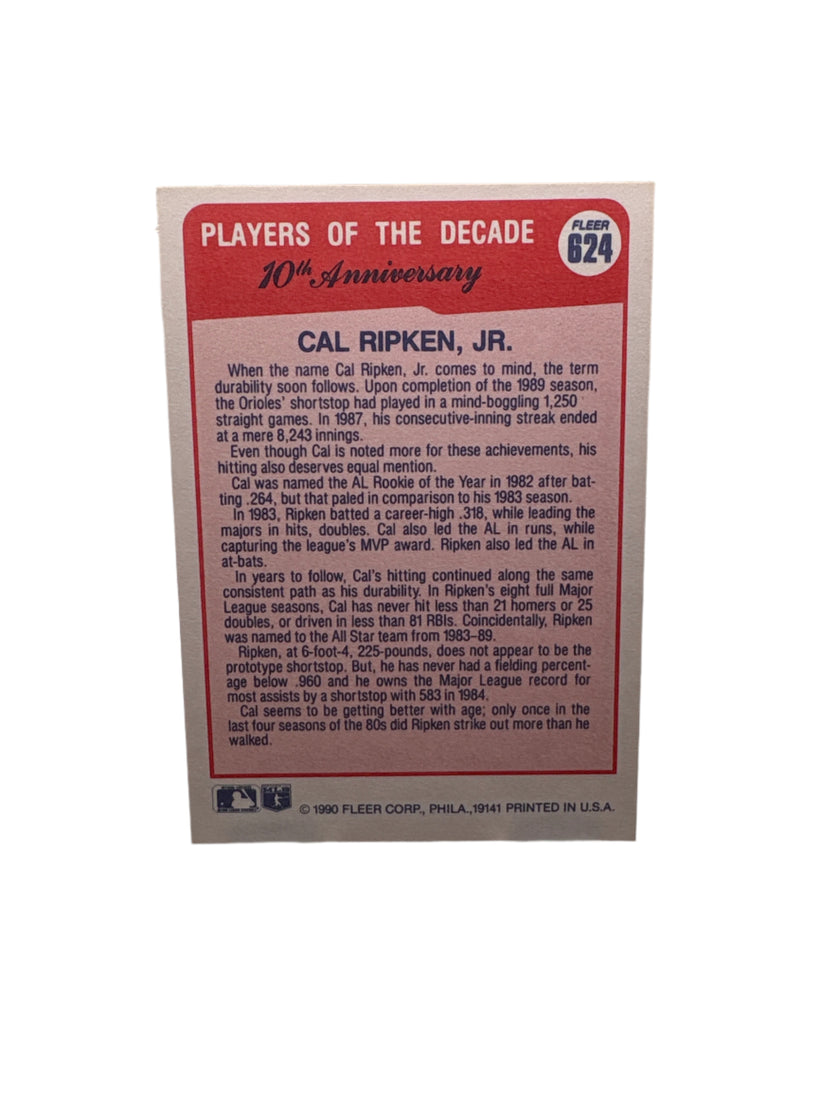 PLAYERS OF THE DECADE
10th Anniversary
FLEER
624
CAL RIPKEN, JR.
When the name Cal Ripken, Jr. comes to mind, the term
durability soon follows. Upon completion of the 1989 season,
the Orioles' shortstop had played in a mind-boggling 1,250
straight games. In 1987, his consecutive-inning streak ended
at a mere 8,243 innings.
Even though Cal is noted more for these achievements, his
hitting also deserves equal mention.
Cal was named the AL Rookie of the Year in 1982 after bat-
ting .264, but that paled in comparison to his 1983 season.
In 1983, Ripken batted a career-high .318, while leading the
majors in hits, doubles. Cal also led the AL in runs, while
capturing the league's MVP award. Ripken also led the AL in
at-bats.
In years to follow, Cal's hitting continued along the same
consistent path as his durability. In Ripken's eight full Major
League seasons, Cal has never hit less than 21 homers or 25
doubles, or driven in less than 81 RBIs. Coincidentally, Ripken
was named to the All Star team from 1983–89.
Ripken, at 6-foot-4, 225-pounds, does not appear to be the
prototype shortstop. But, he has never had a fielding percent-
age below .960 and he owns the Major League record for
most assists by a shortstop with 583 in 1984.
Cal seems to be getting better with age; only once in the
last four seasons of the 80s did Ripken strike out more than he
walked.
© 1990 FLEER CORP., PHILA.,19141 PRINTED IN U.S.A.